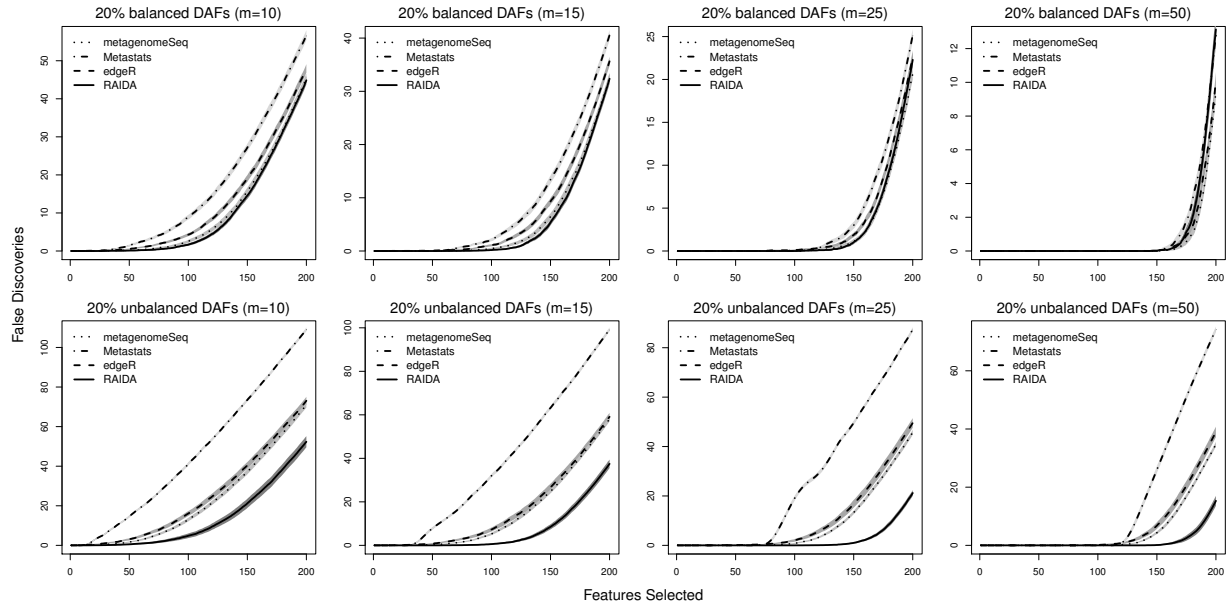 20% balanced DAFs (m=10)
metagenomeSeq
Metastats
edgeR
RAIDA
0 10 20 30 40 50
0 50 100 150 200
20% balanced DAFs (m=15)
metagenomeSeq
Metastats
edgeR
RAIDA
0 10 20 30 40
0 50 100 150 200
20% balanced DAFs (m=25)
metagenomeSeq
Metastats
edgeR
RAIDA
0 5 10 15 20 25
0 50 100 150 200
20% balanced DAFs (m=50)
metagenomeSeq
Metastats
edgeR
RAIDA
0 2 4 6 8 10 12
0 50 100 150 200
False Discoveries
20% unbalanced DAFs (m=10)
metagenomeSeq
Metastats
edgeR
RAIDA
0 20 40 60 80 100
0 50 100 150 200
20% unbalanced DAFs (m=15)
metagenomeSeq
Metastats
edgeR
RAIDA
0 20 40 60 80 100
0 50 100 150 200
20% unbalanced DAFs (m=25)
metagenomeSeq
Metastats
edgeR
RAIDA
0 20 40 60 80
0 50 100 150 200
20% unbalanced DAFs (m=50)
metagenomeSeq
Metastats
edgeR
RAIDA
0 20 40 60
0 50 100 150 200
Features Selected